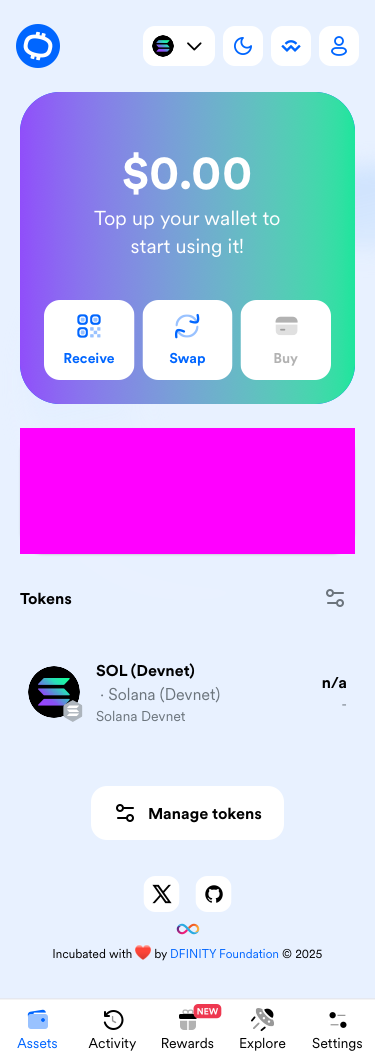 $0.00
Top up your wallet to
start using it!
Receive
Swap
Buy
Tokens
SOL (Devnet)
· Solana (Devnet)
Solana Devnet
n/a
-
Manage tokens
Incubated with ❤️ by DFINITY Foundation © 2025
NEW
Assets
Activity
Rewards
Explore
Settings